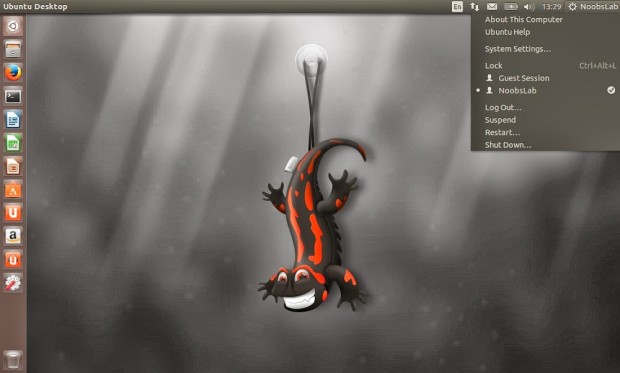 Ubuntu Desktop
En
13:29
NoobsLab
About This Computer
Ubuntu Help
System Settings...
Lock Ctrl+Alt+L
Guest Session
NoobsLab
Log Out...
Suspend
Restart...
Shut Down...
a